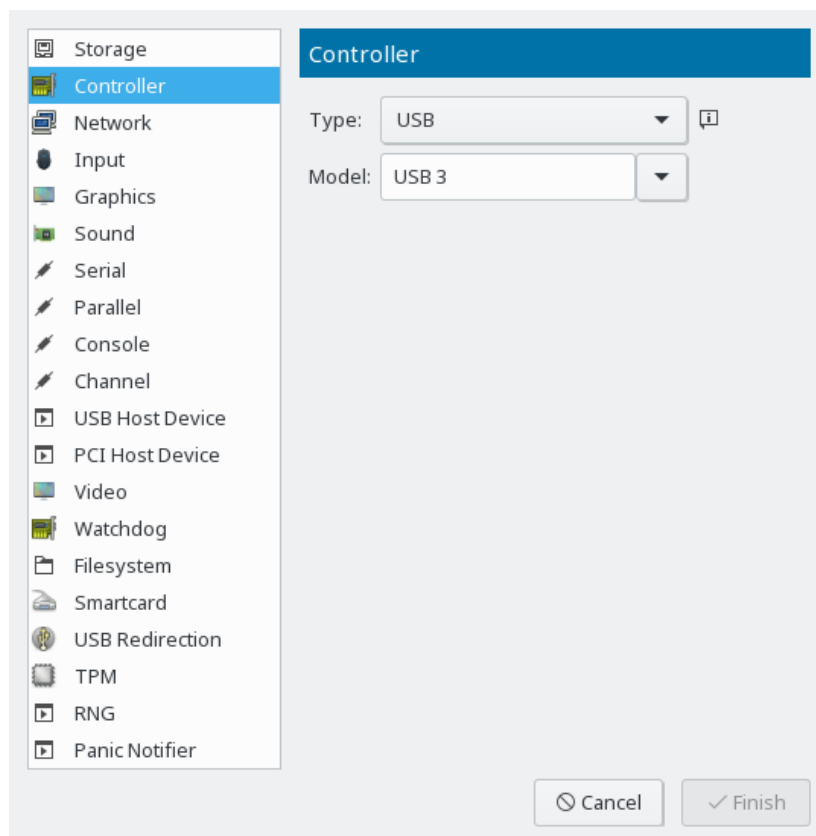 Storage
Controller
Network
Input
Graphics
Sound
Serial
Parallel
Console
Channel
USB Host Device
PCI Host Device
Video
Watchdog
Filesystem
Smartcard
USB Redirection
TPM
RNG
Panic Notifier
Controller
Type: USB
Model: USB 3
Cancel Finish